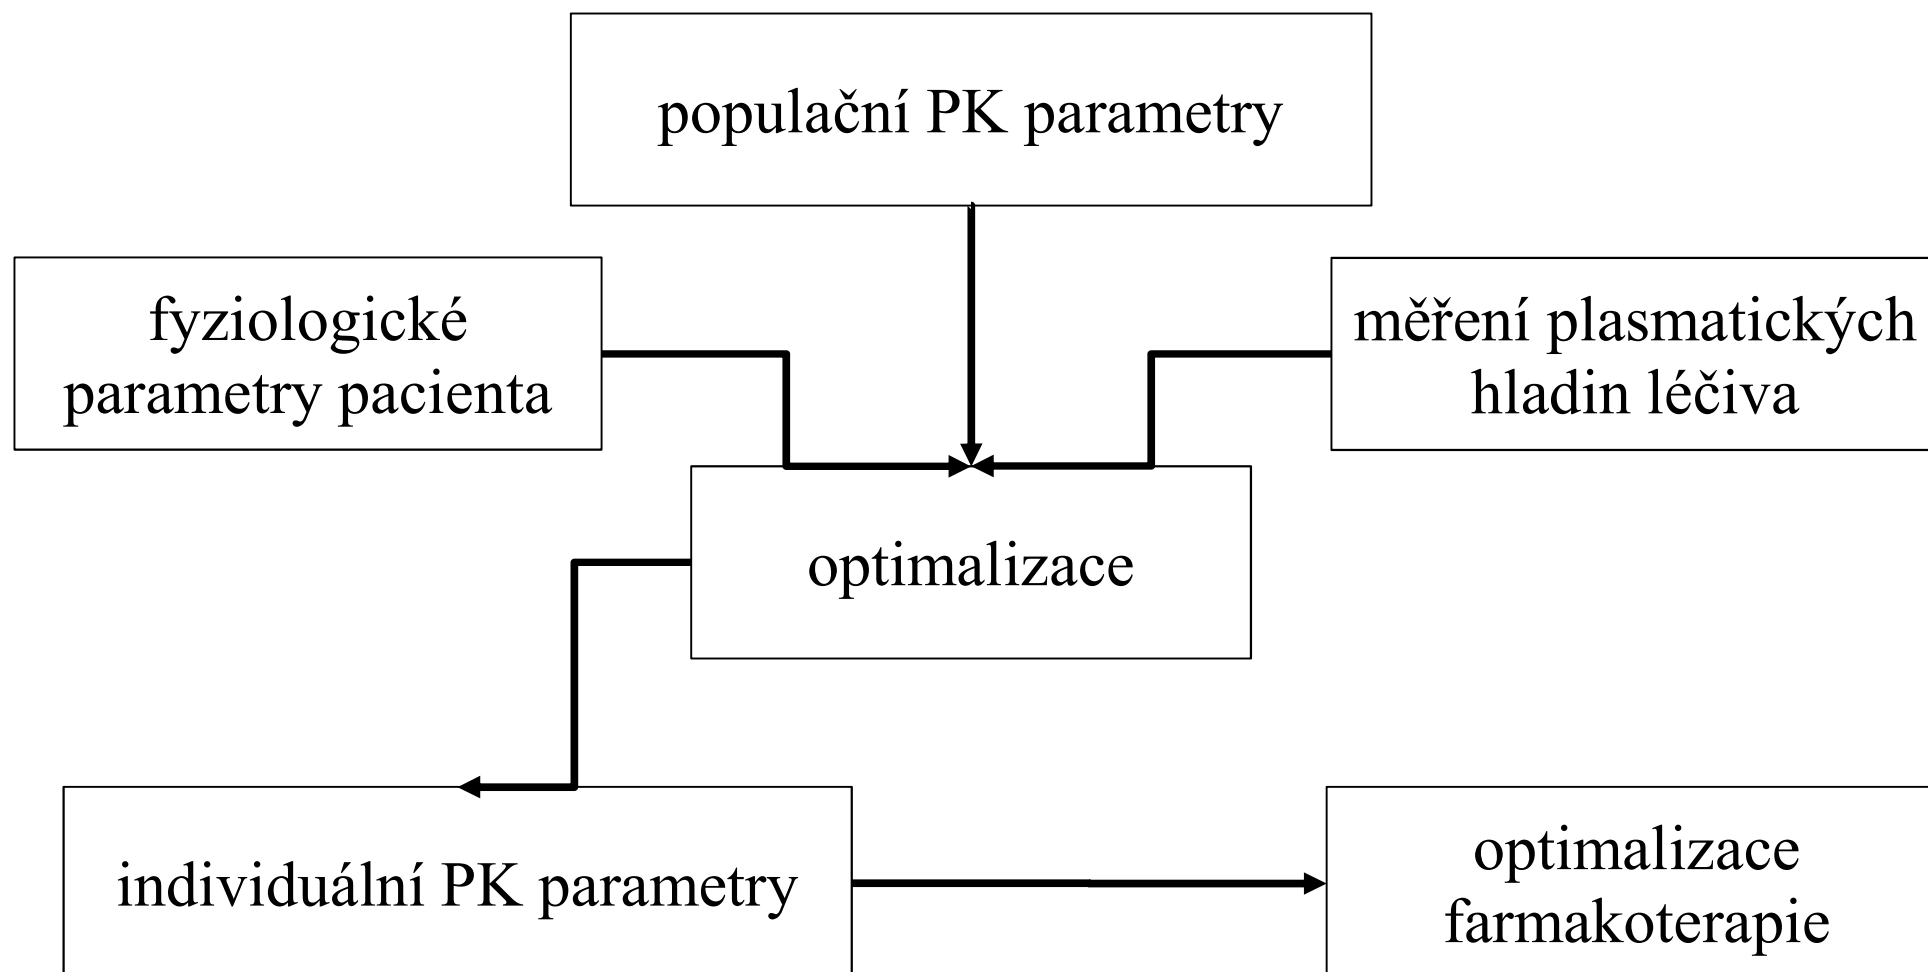 populační PK parametry
fyziologické
parametry pacienta
měření plasmatických
hladin léčiva
optimalizace
individuální PK parametry
optimalizace
farmakoterapie